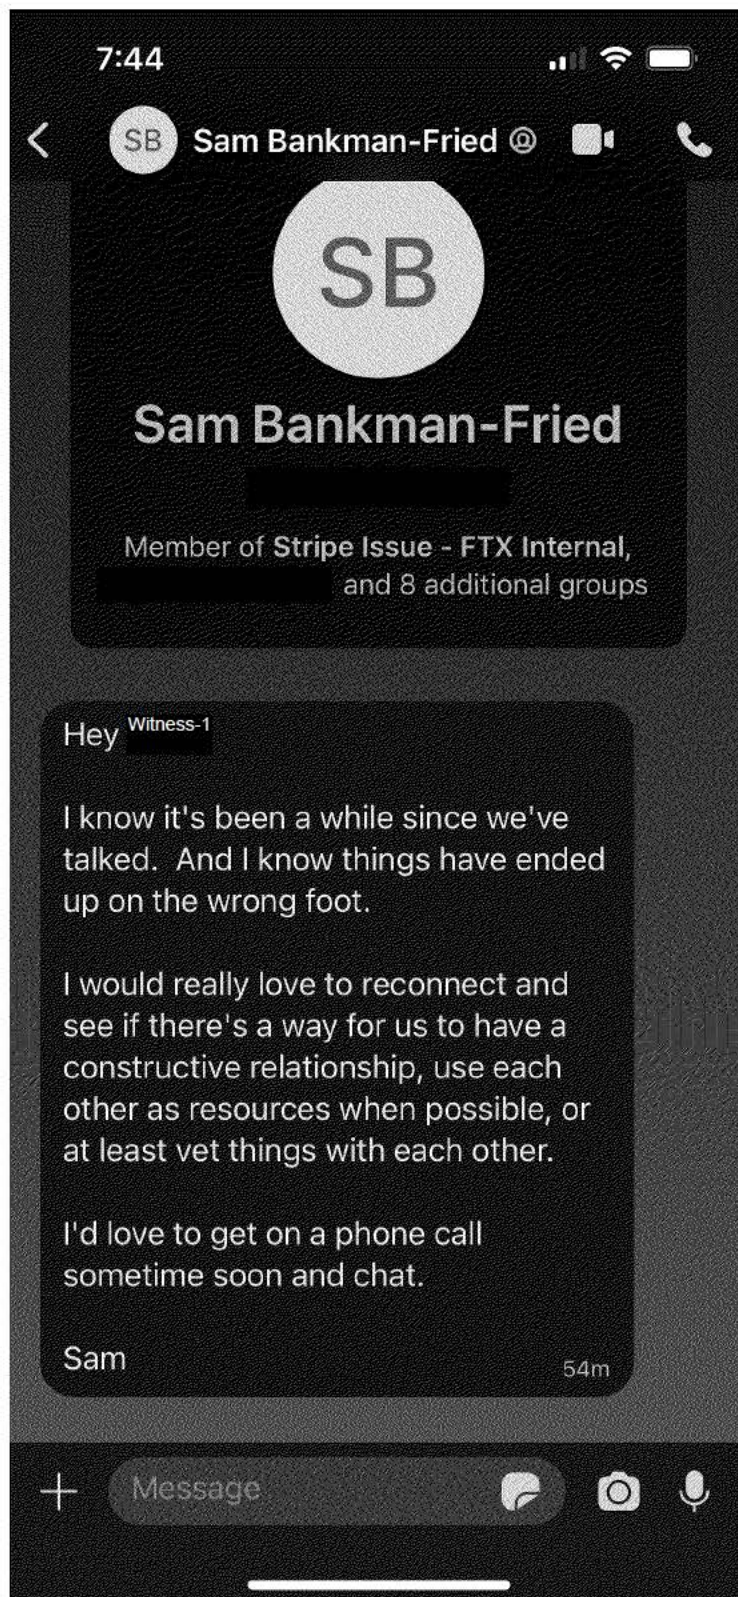 7:44
SB Sam Bankman-Fried
SB
Sam Bankman-Fried
Member of Stripe Issue - FTX Internal,
and 8 additional groups
Hey Witness-1
I know it's been a while since we've
talked.  And I know things have ended
up on the wrong foot.
I would really love to reconnect and
see if there's a way for us to have a
constructive relationship, use each
other as resources when possible, or
at least vet things with each other.
I'd love to get on a phone call
sometime soon and chat.
Sam
54m
Message